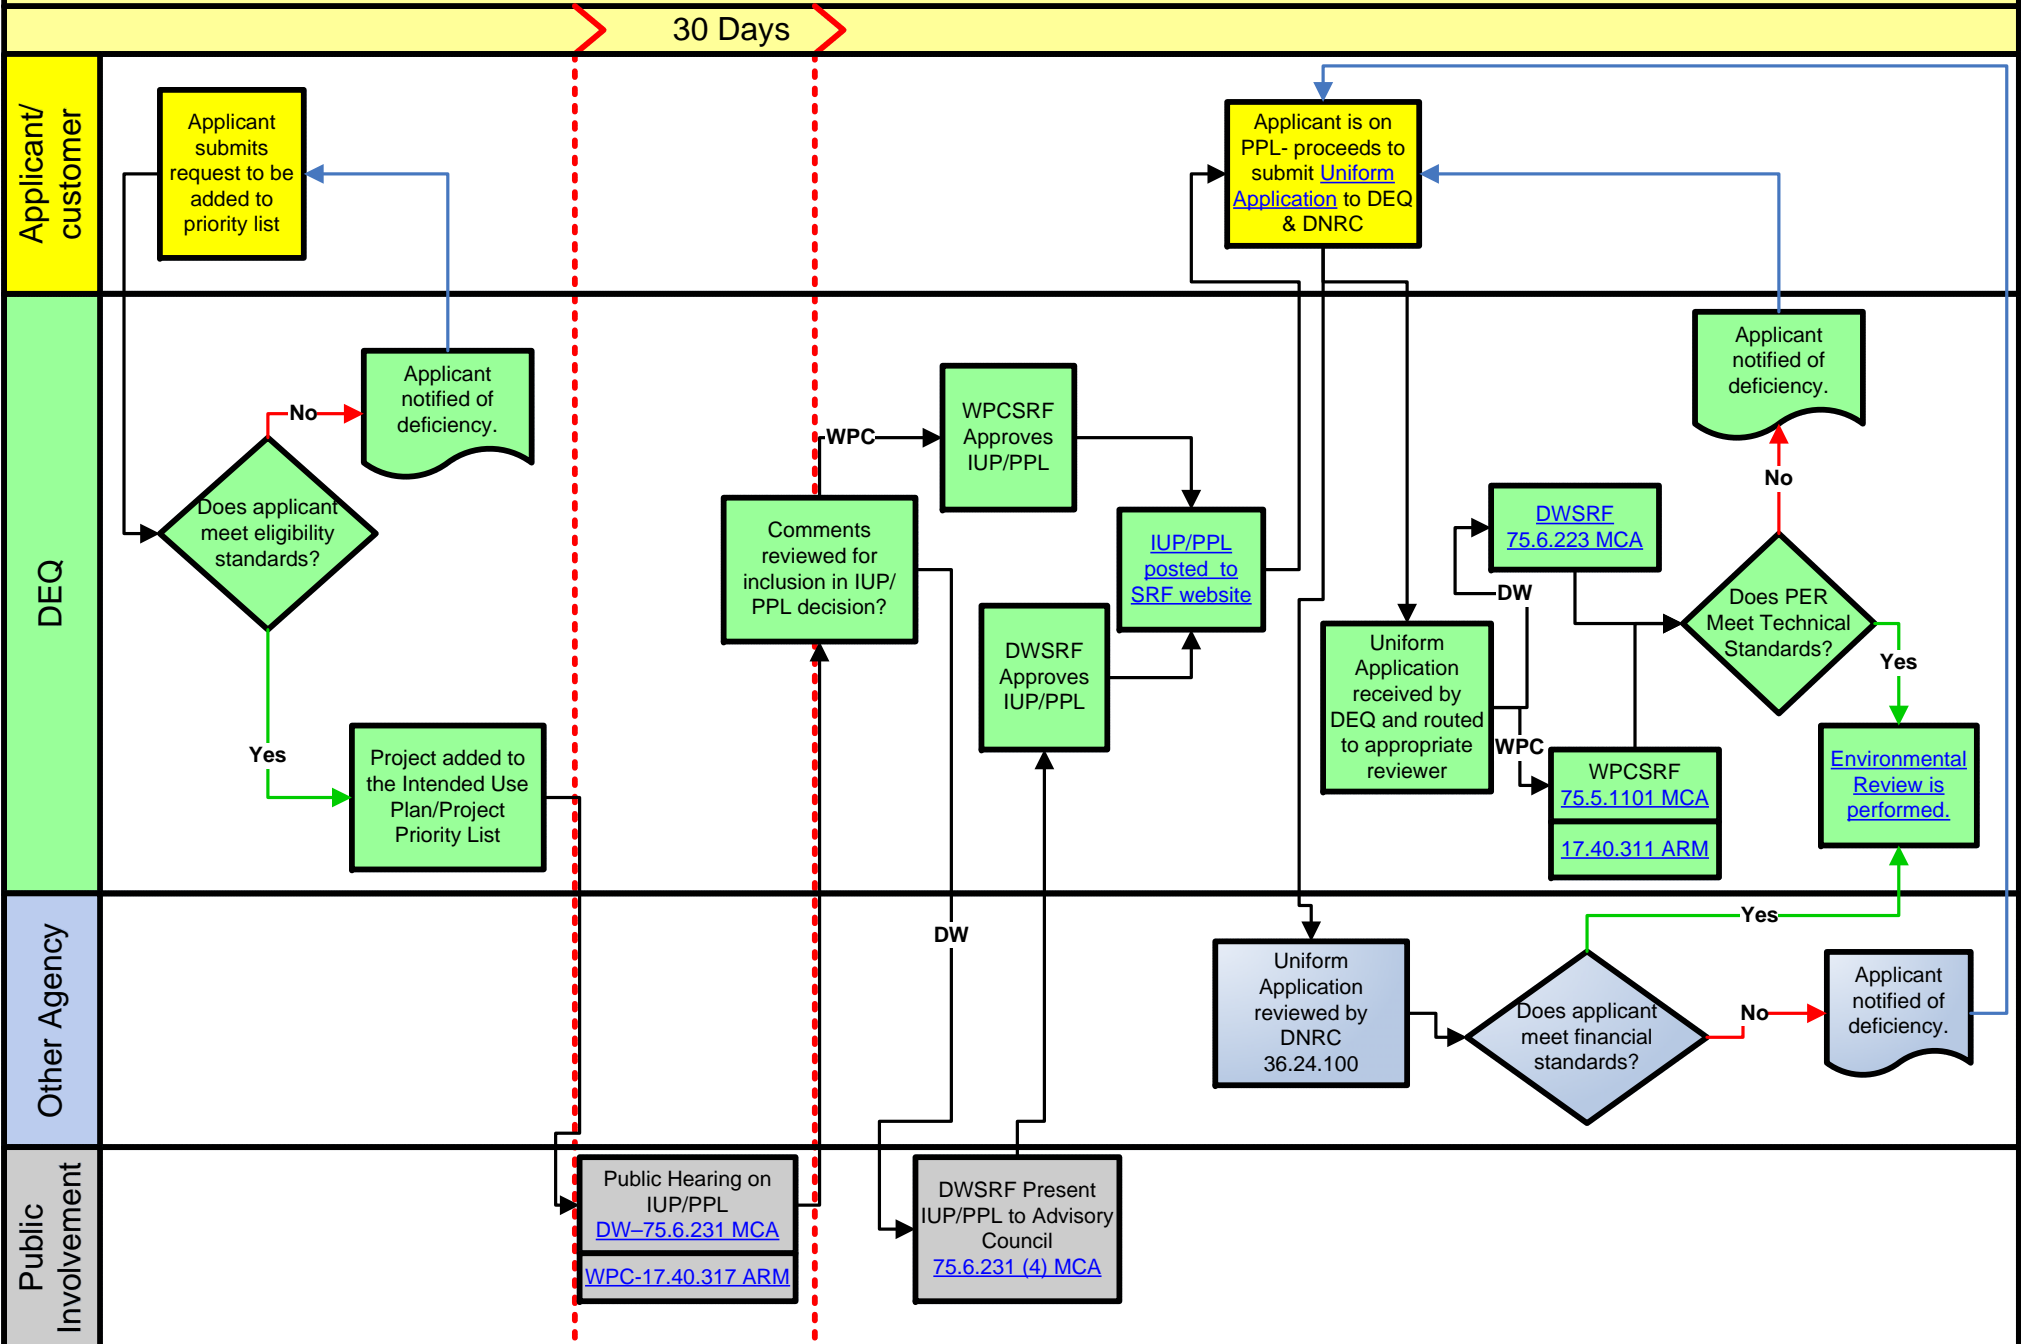 30 Days
Applicant/
customer
Applicant
submits
request to be
added to
priority list
Applicant is on
PPL- proceeds to
submit Uniform
Application to DEQ
& DNRC
DEQ
Does applicant
meet eligibility
standards?
No
Applicant
notified of
deficiency.
Yes
Project added to
the Intended Use
Plan/Project
Priority List
Comments
reviewed for
inclusion in IUP/
PPL decision?
WPC
WPCSRF
Approves
IUP/PPL
DW
DWSRF
Approves
IUP/PPL
IUP/PPL
posted to
SRF website
Uniform
Application
received by
DEQ and routed
to appropriate
reviewer
DW
DWSRF
75.6.223 MCA
WPC
WPCSRF
75.5.1101 MCA
17.40.311 ARM
Does PER
Meet Technical
Standards?
No
Applicant
notified of
deficiency.
Yes
Environmental
Review is
performed.
Other Agency
Uniform
Application
reviewed by
DNRC
36.24.100
Does applicant
meet financial
standards?
Yes
No
Applicant
notified of
deficiency.
Public
Involvement
Public Hearing on
IUP/PPL
DW–75.6.231 MCA
WPC-17.40.317 ARM
DWSRF Present
IUP/PPL to Advisory
Council
75.6.231 (4) MCA